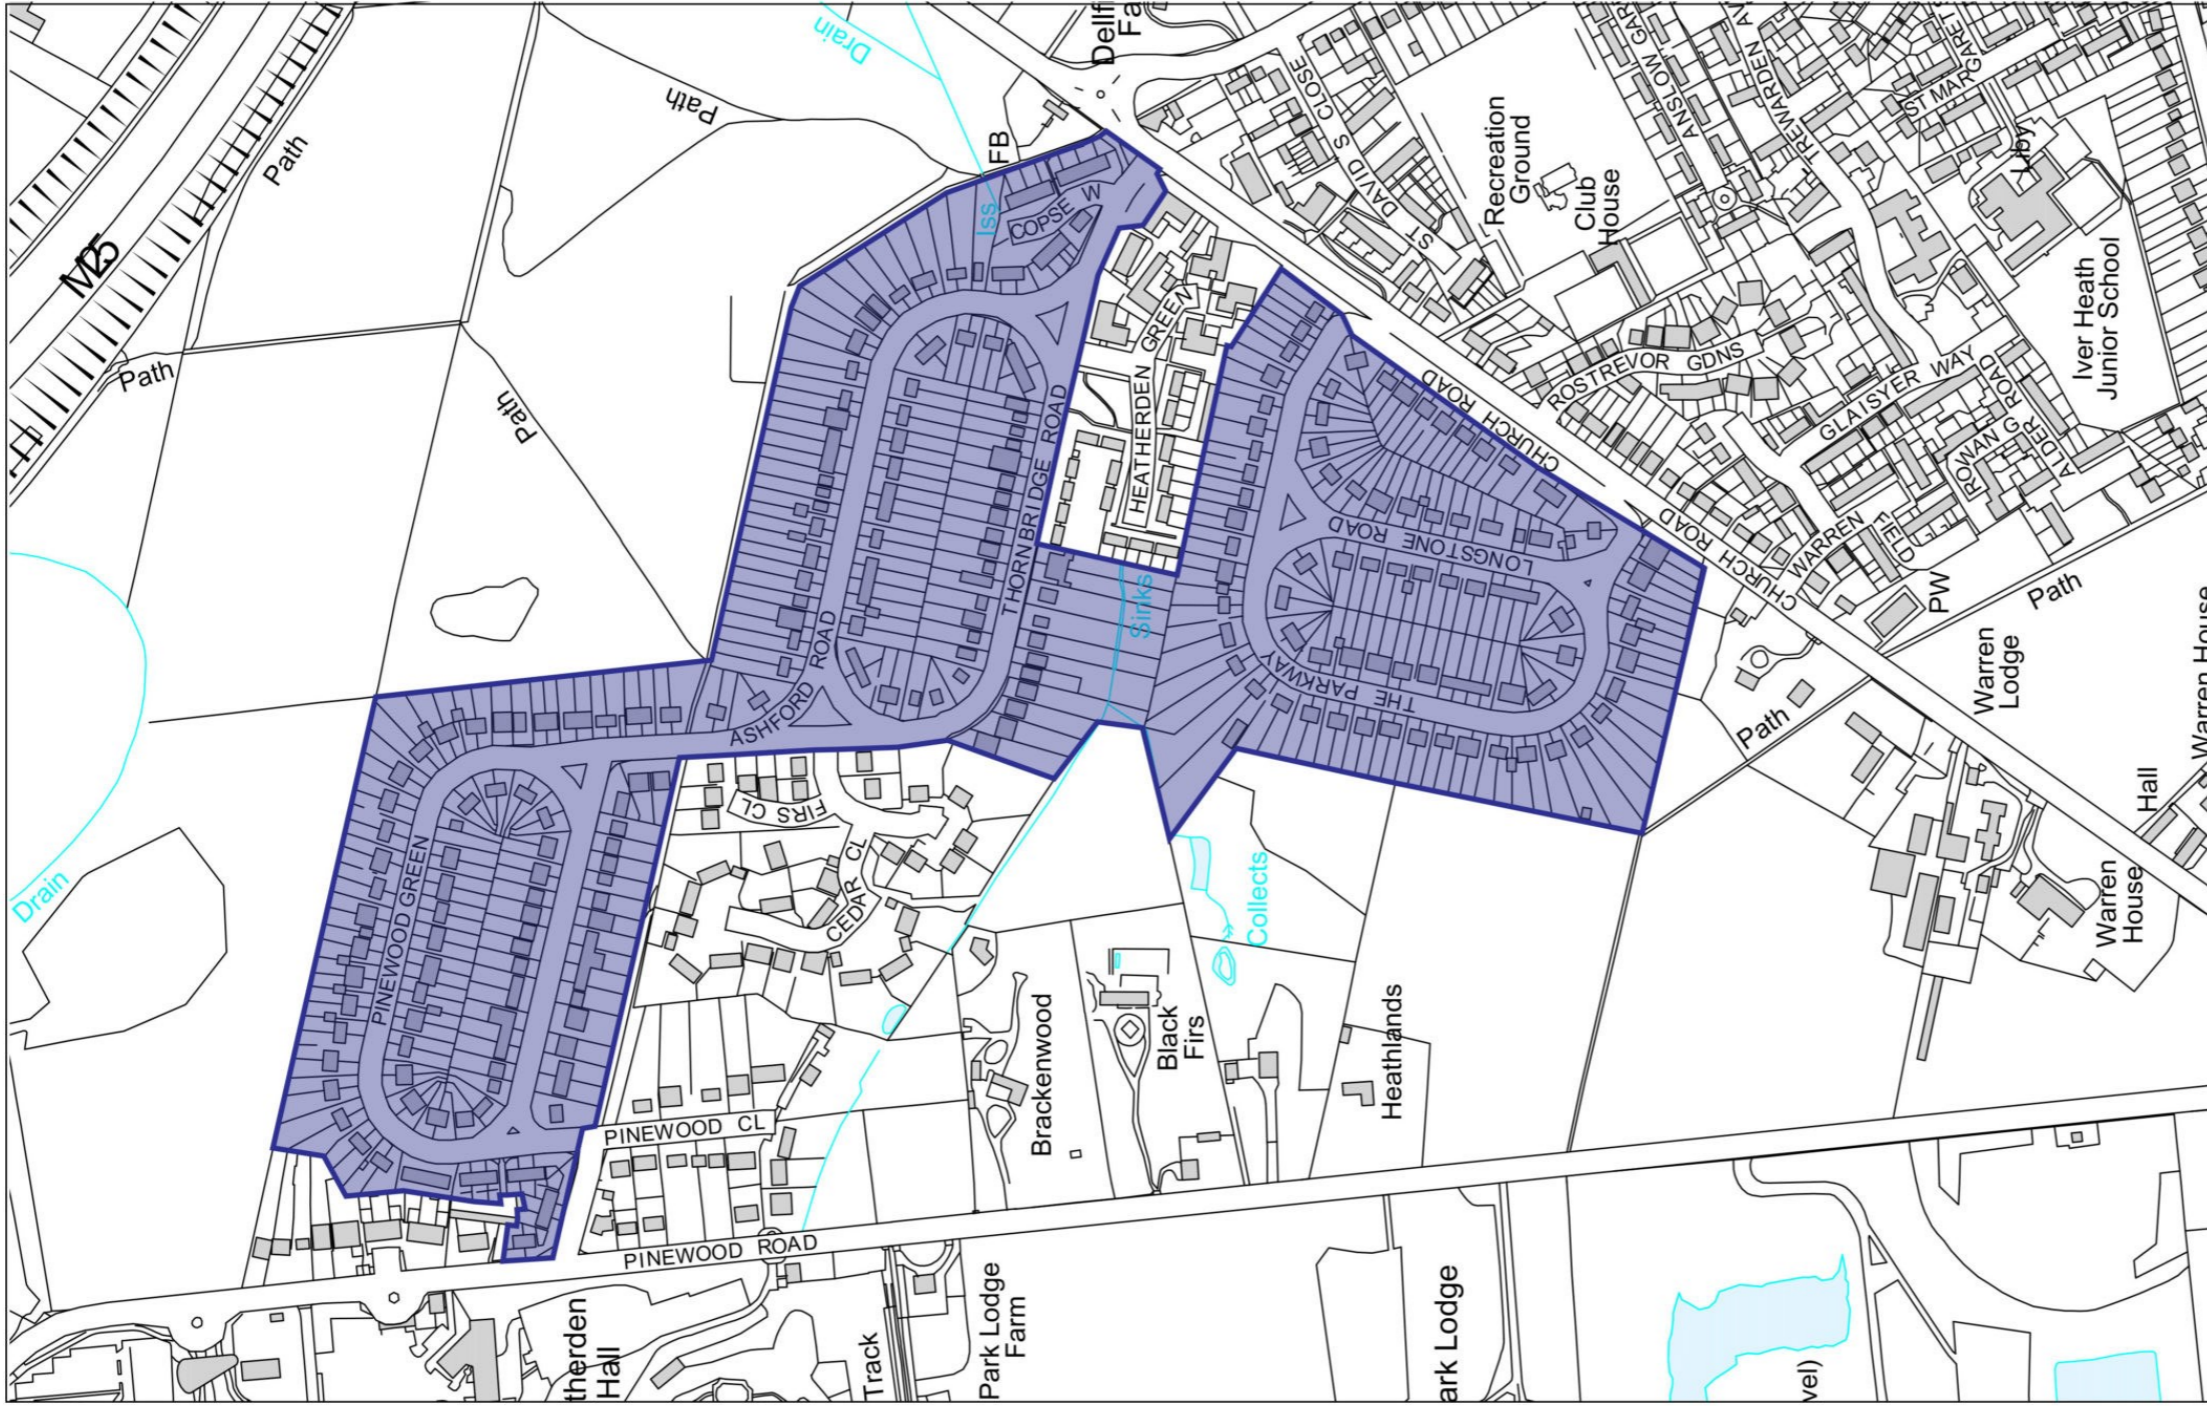 M25
Path
Path
Path
Path
Drain
Drain
FB
Iss
COPSE W
ST DAVID'S CLOSE
Recreation
Ground
Club
House
ANSLOW
TREWARDEN
ST MARGARET
Liby
Iver Heath
Junior School
HEATHERDEN GREEN
ROSTREVOR GDNS
GLAISYER WAY
ROWAN G
ALDER ROAD
CHURCH ROAD
CHURCH ROAD
WARREN
FIELD
PW
Path
Path
Warren
Lodge
Warren House
Hall
Warren
House
THORNBRIDGE ROAD
ASHFORD ROAD
Sinks
LONGSTONE ROAD
THE PARKWAY
PINEWOOD GREEN
FIRS CL
CEDAR CL
Collects
Brackenwood
Black
Firs
Heathlands
PINEWOOD CL
PINEWOOD ROAD
therden
Hall
Track
Park Lodge
Farm
ark Lodge
vel)